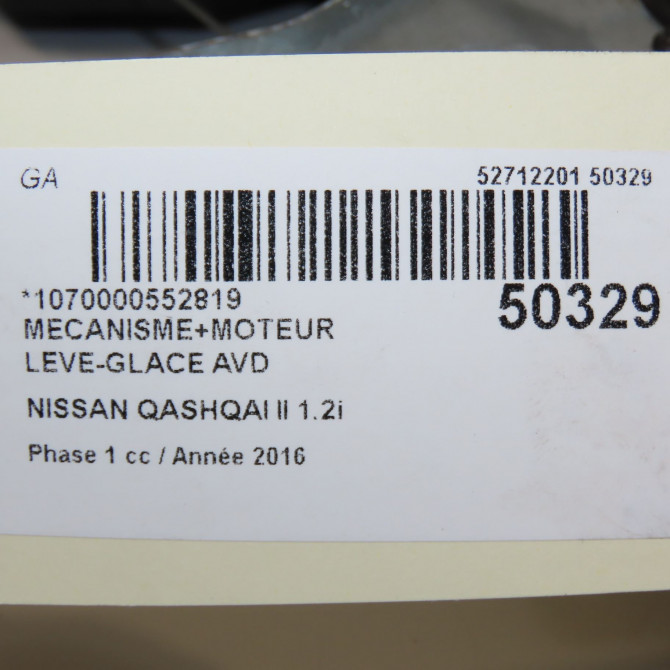 GA
52712201 50329
*1070000552819
50329
MECANISME+MOTEUR
LEVE-GLACE AVD
NISSAN QASHQAI II 1.2i
Phase 1 cc / Année 2016